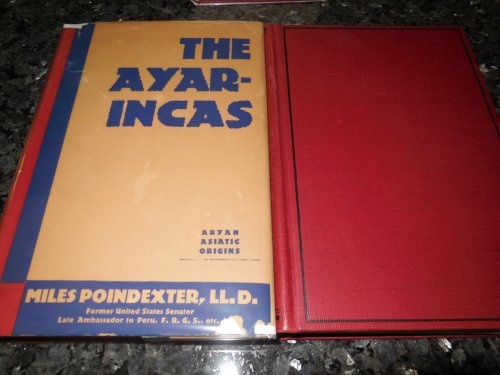 THE
AYAR-
INCAS
ARYAN
ASIATIC
ORIGINS
MILES POINDEXTER, LL. D.
Former United States Senator
Late Ambassador to Peru, F. R. G. S., etc.